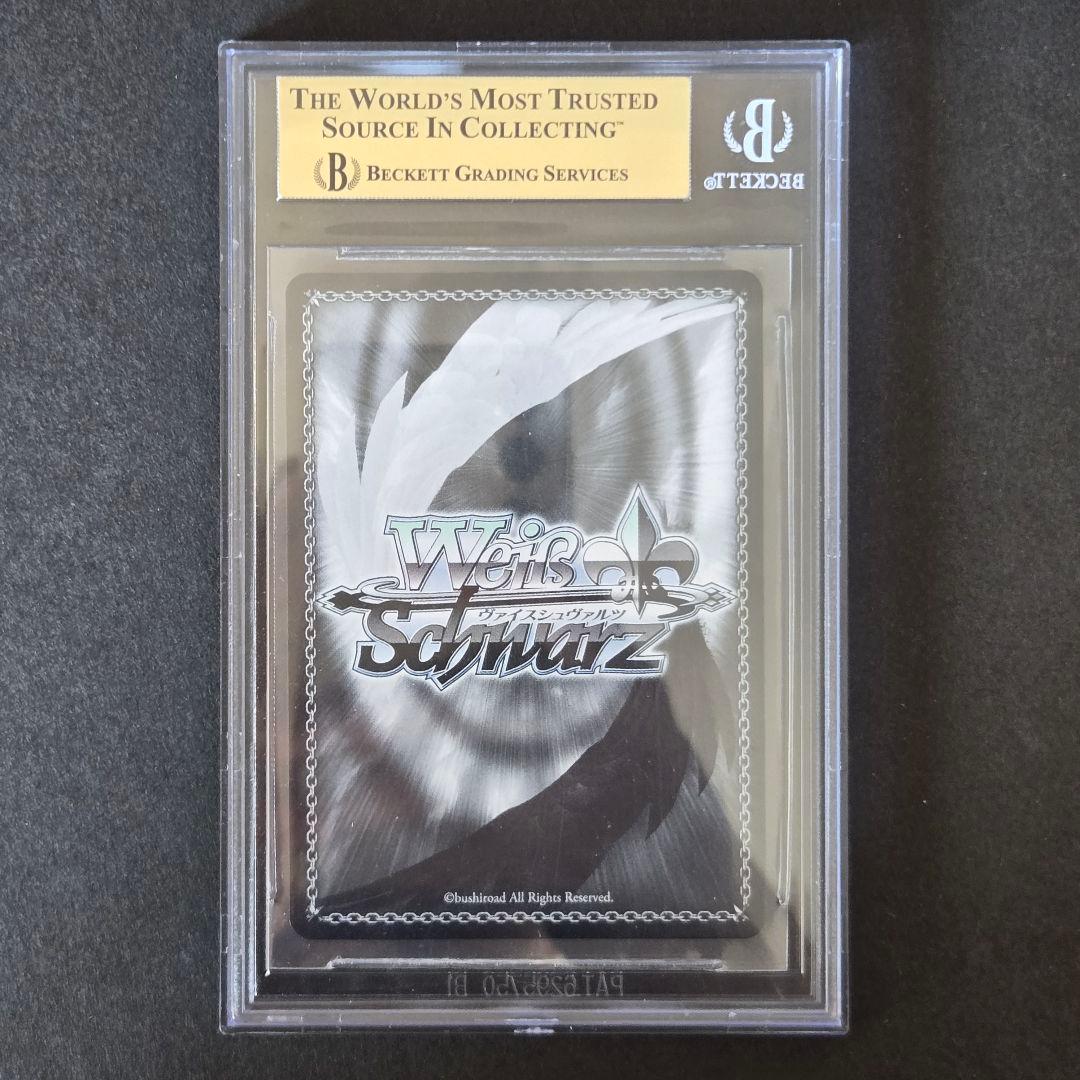 THE WORLD'S MOST TRUSTED
SOURCE IN COLLECTING™
B BECKETT GRADING SERVICES
B
BECKETT®
Weiß
ヴァイスシュヴァルツ
Schwarz
©bushiroad All Rights Reserved.